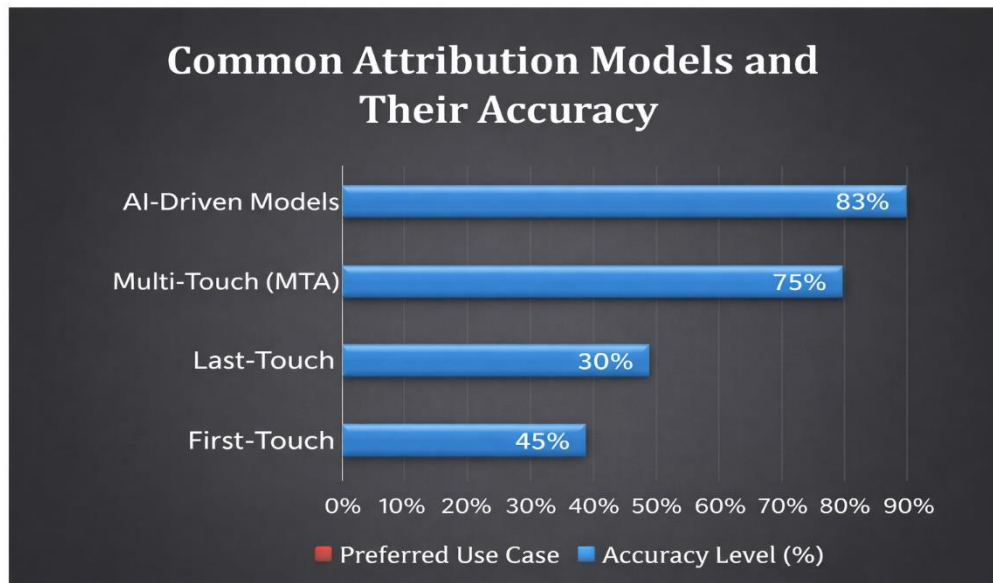 Common Attribution Models and
Their Accuracy
AI-Driven Models 83%
Multi-Touch (MTA) 75%
Last-Touch 30%
First-Touch 45%
0% 10% 20% 30% 40% 50% 60% 70% 80% 90%
Preferred Use Case Accuracy Level (%)